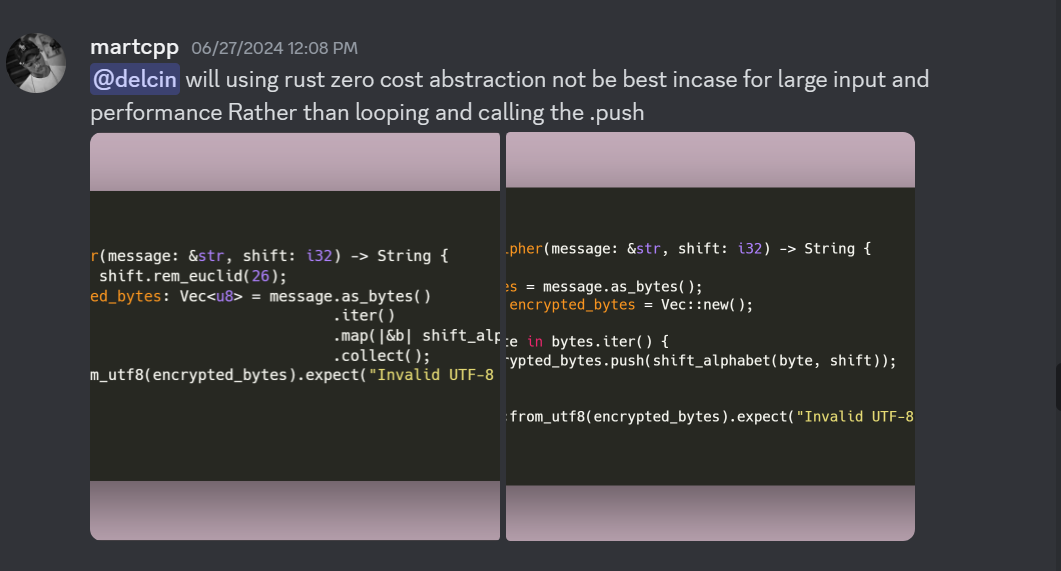 martcpp 06/27/2024 12:08 PM
@delcin will using rust zero cost abstraction not be best incase for large input and
performance Rather than looping and calling the .push
r(message: &str, shift: i32) -> String {
shift.rem_euclid(26);
ed_bytes: Vec<u8> = message.as_bytes()
.iter()
.map(|&b| shift_alp
.collect();
m_utf8(encrypted_bytes).expect("Invalid UTF-8
.pher(message: &str, shift: i32) -> String {
es = message.as_bytes();
encrypted_bytes = Vec::new();
te in bytes.iter() {
rypted_bytes.push(shift_alphabet(byte, shift));
:from_utf8(encrypted_bytes).expect("Invalid UTF-8